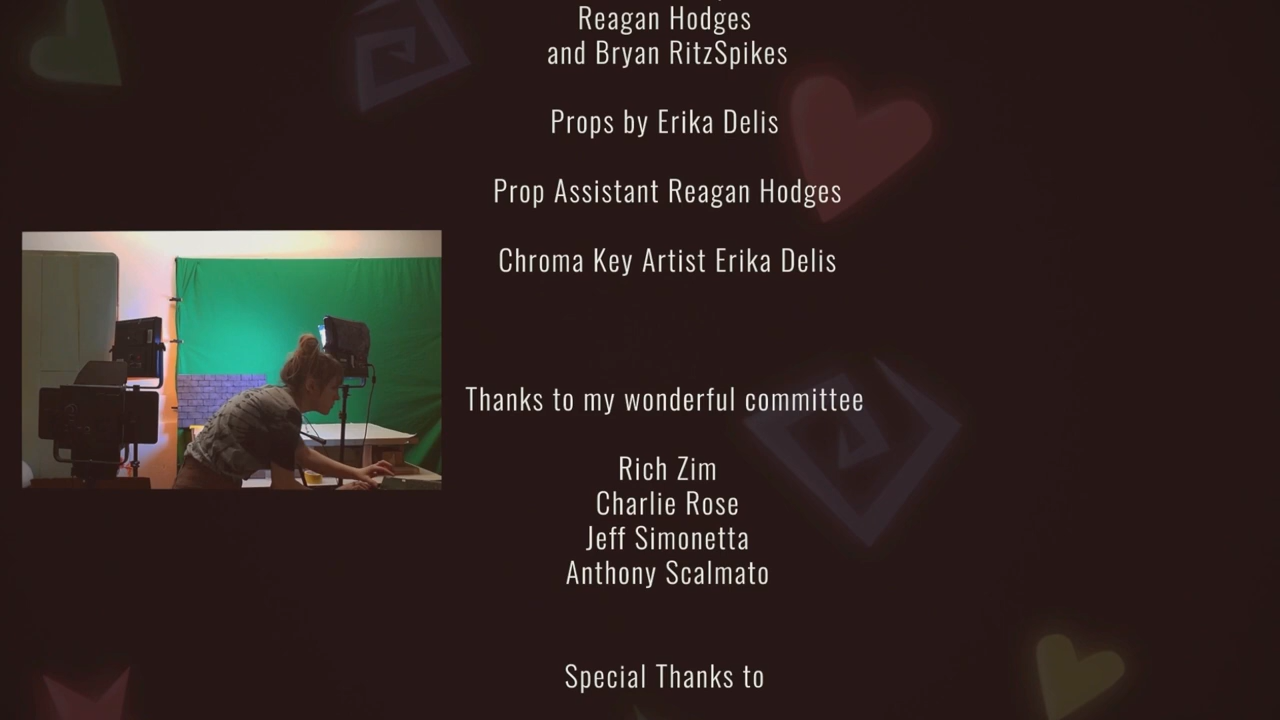 Reagan Hodges
and Bryan RitzSpikes
Props by Erika Delis
Prop Assistant Reagan Hodges
Chroma Key Artist Erika Delis
Thanks to my wonderful committee
Rich Zim
Charlie Rose
Jeff Simonetta
Anthony Scalmato
Special Thanks to